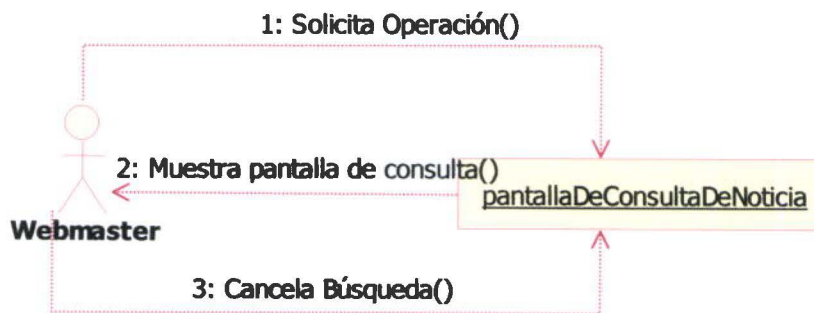 1: Solicita Operación()
2: Muestra pantalla de consulta()
pantallaDeConsultaDeNoticia
Webmaster
3: Cancela Búsqueda()